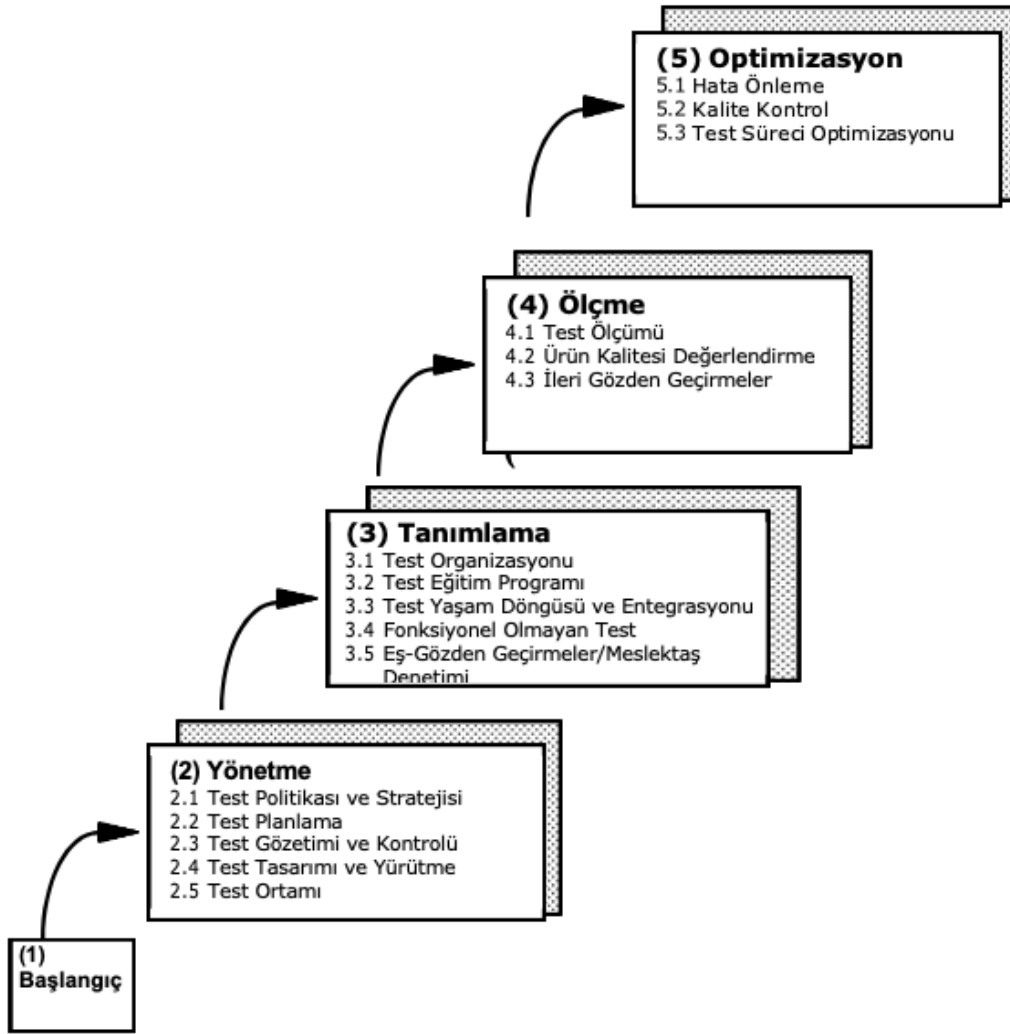 (5) Optimizasyon
5.1 Hata Önleme
5.2 Kalite Kontrol
5.3 Test Süreci Optimizasyonu
(4) Ölçme
4.1 Test Ölçümü
4.2 Ürün Kalitesi Değerlendirme
4.3 İleri Gözden Geçirmeler
(3) Tanımlama
3.1 Test Organizasyonu
3.2 Test Eğitim Programı
3.3 Test Yaşam Döngüsü ve Entegrasyonu
3.4 Fonksiyonel Olmayan Test
3.5 Eş-Gözden Geçirmeler/Meslektaş
Denetimi
(2) Yönetme
2.1 Test Politikası ve Stratejisi
2.2 Test Planlama
2.3 Test Gözetimi ve Kontrolü
2.4 Test Tasarımı ve Yürütme
2.5 Test Ortamı
(1)
Başlangıç